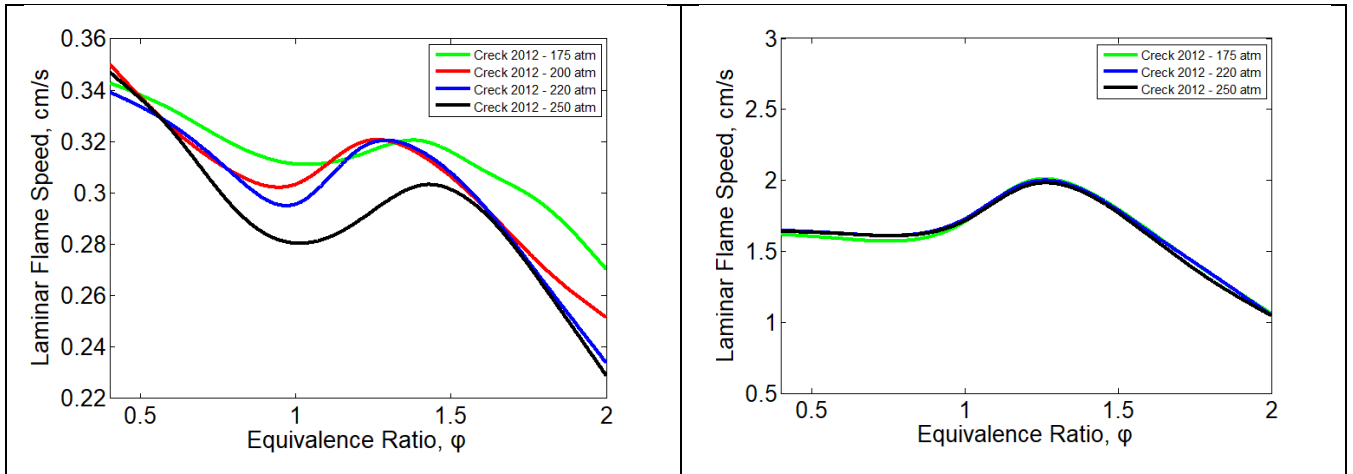 0.36
0.34
0.32
0.3
0.28
0.26
0.24
0.22
Laminar Flame Speed, cm/s
Creck 2012 - 175 atm
Creck 2012 - 200 atm
Creck 2012 - 220 atm
Creck 2012 - 250 atm
0.5 1 1.5 2
Equivalence Ratio, φ
3
2.5
2
1.5
1
0.5
Laminar Flame Speed, cm/s
Creck 2012 - 175 atm
Creck 2012 - 220 atm
Creck 2012 - 250 atm
0.5 1 1.5 2
Equivalence Ratio, φ